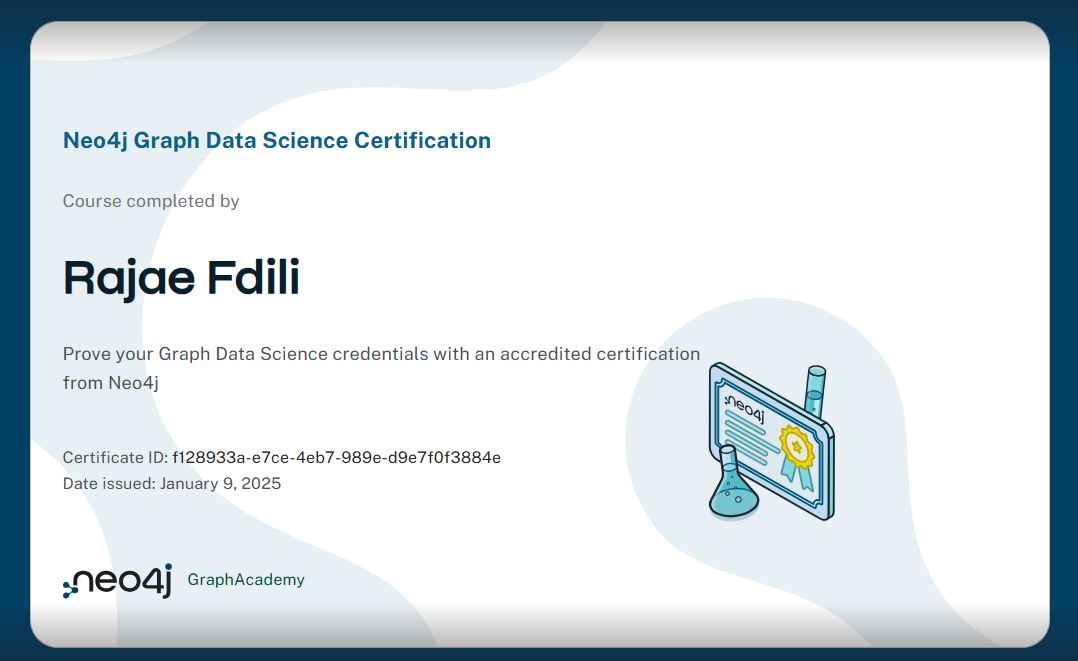 Neo4j Graph Data Science Certification
Course completed by
Rajae Fdili
Prove your Graph Data Science credentials with an accredited certification
from Neo4j
neo4j
Certificate ID: f128933a-e7ce-4eb7-989e-d9e7f0f3884e
Date issued: January 9, 2025
neo4j GraphAcademy